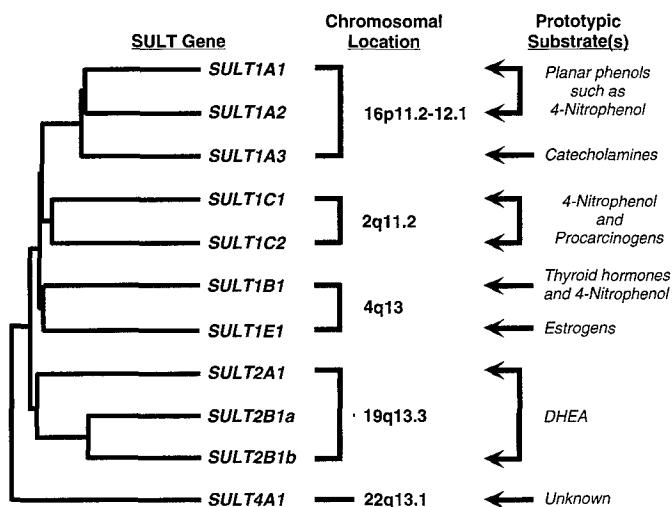 SULT Gene
Chromosomal
Location
Prototypic
Substrate(s)
SULT1A1
SULT1A2
SULT1A3
16p11.2-12.1
Planar phenols
such as
4-Nitrophenol
Catecholamines
SULT1C1
SULT1C2
2q11.2
4-Nitrophenol
and
Procarcinogens
SULT1B1
SULT1E1
4q13
Thyroid hormones
and 4-Nitrophenol
Estrogens
SULT2A1
SULT2B1a
SULT2B1b
19q13.3
DHEA
SULT4A1
22q13.1
Unknown